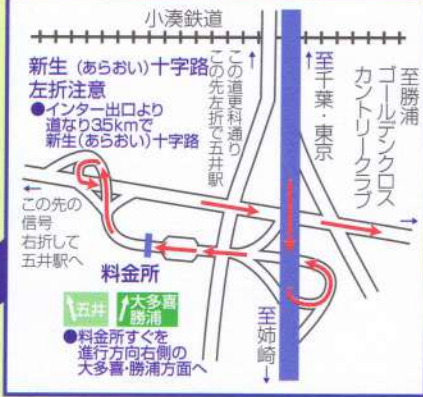 小湊鉄道
新生(あらおい)十字路
左折注意
●インター出口より
道なり3.5kmで
新生(あらおい)十字路
この道更科通り
この先左折で五井駅
↑至千葉・東京
至勝浦
ゴールデンクロス
カントリークラブ
この先の
信号
右折して
五井駅へ
料金所
五井
大多喜
勝浦
●料金所すぐを
進行方向右側の
大多喜・勝浦方面へ
至姉崎